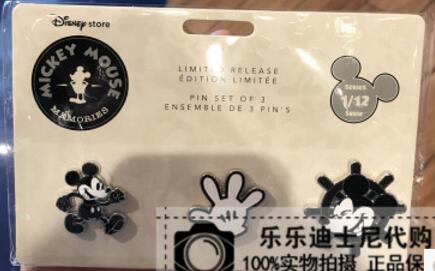 Disney store
MICKEY MOUSE
MEMORIES
LIMITED RELEASE
ÉDITION LIMITÉE
PIN SET OF 3
ENSEMBLE DE 3 PIN'S
SERIES
1/12
乐乐迪士尼代购
100%实物拍摄 正品保